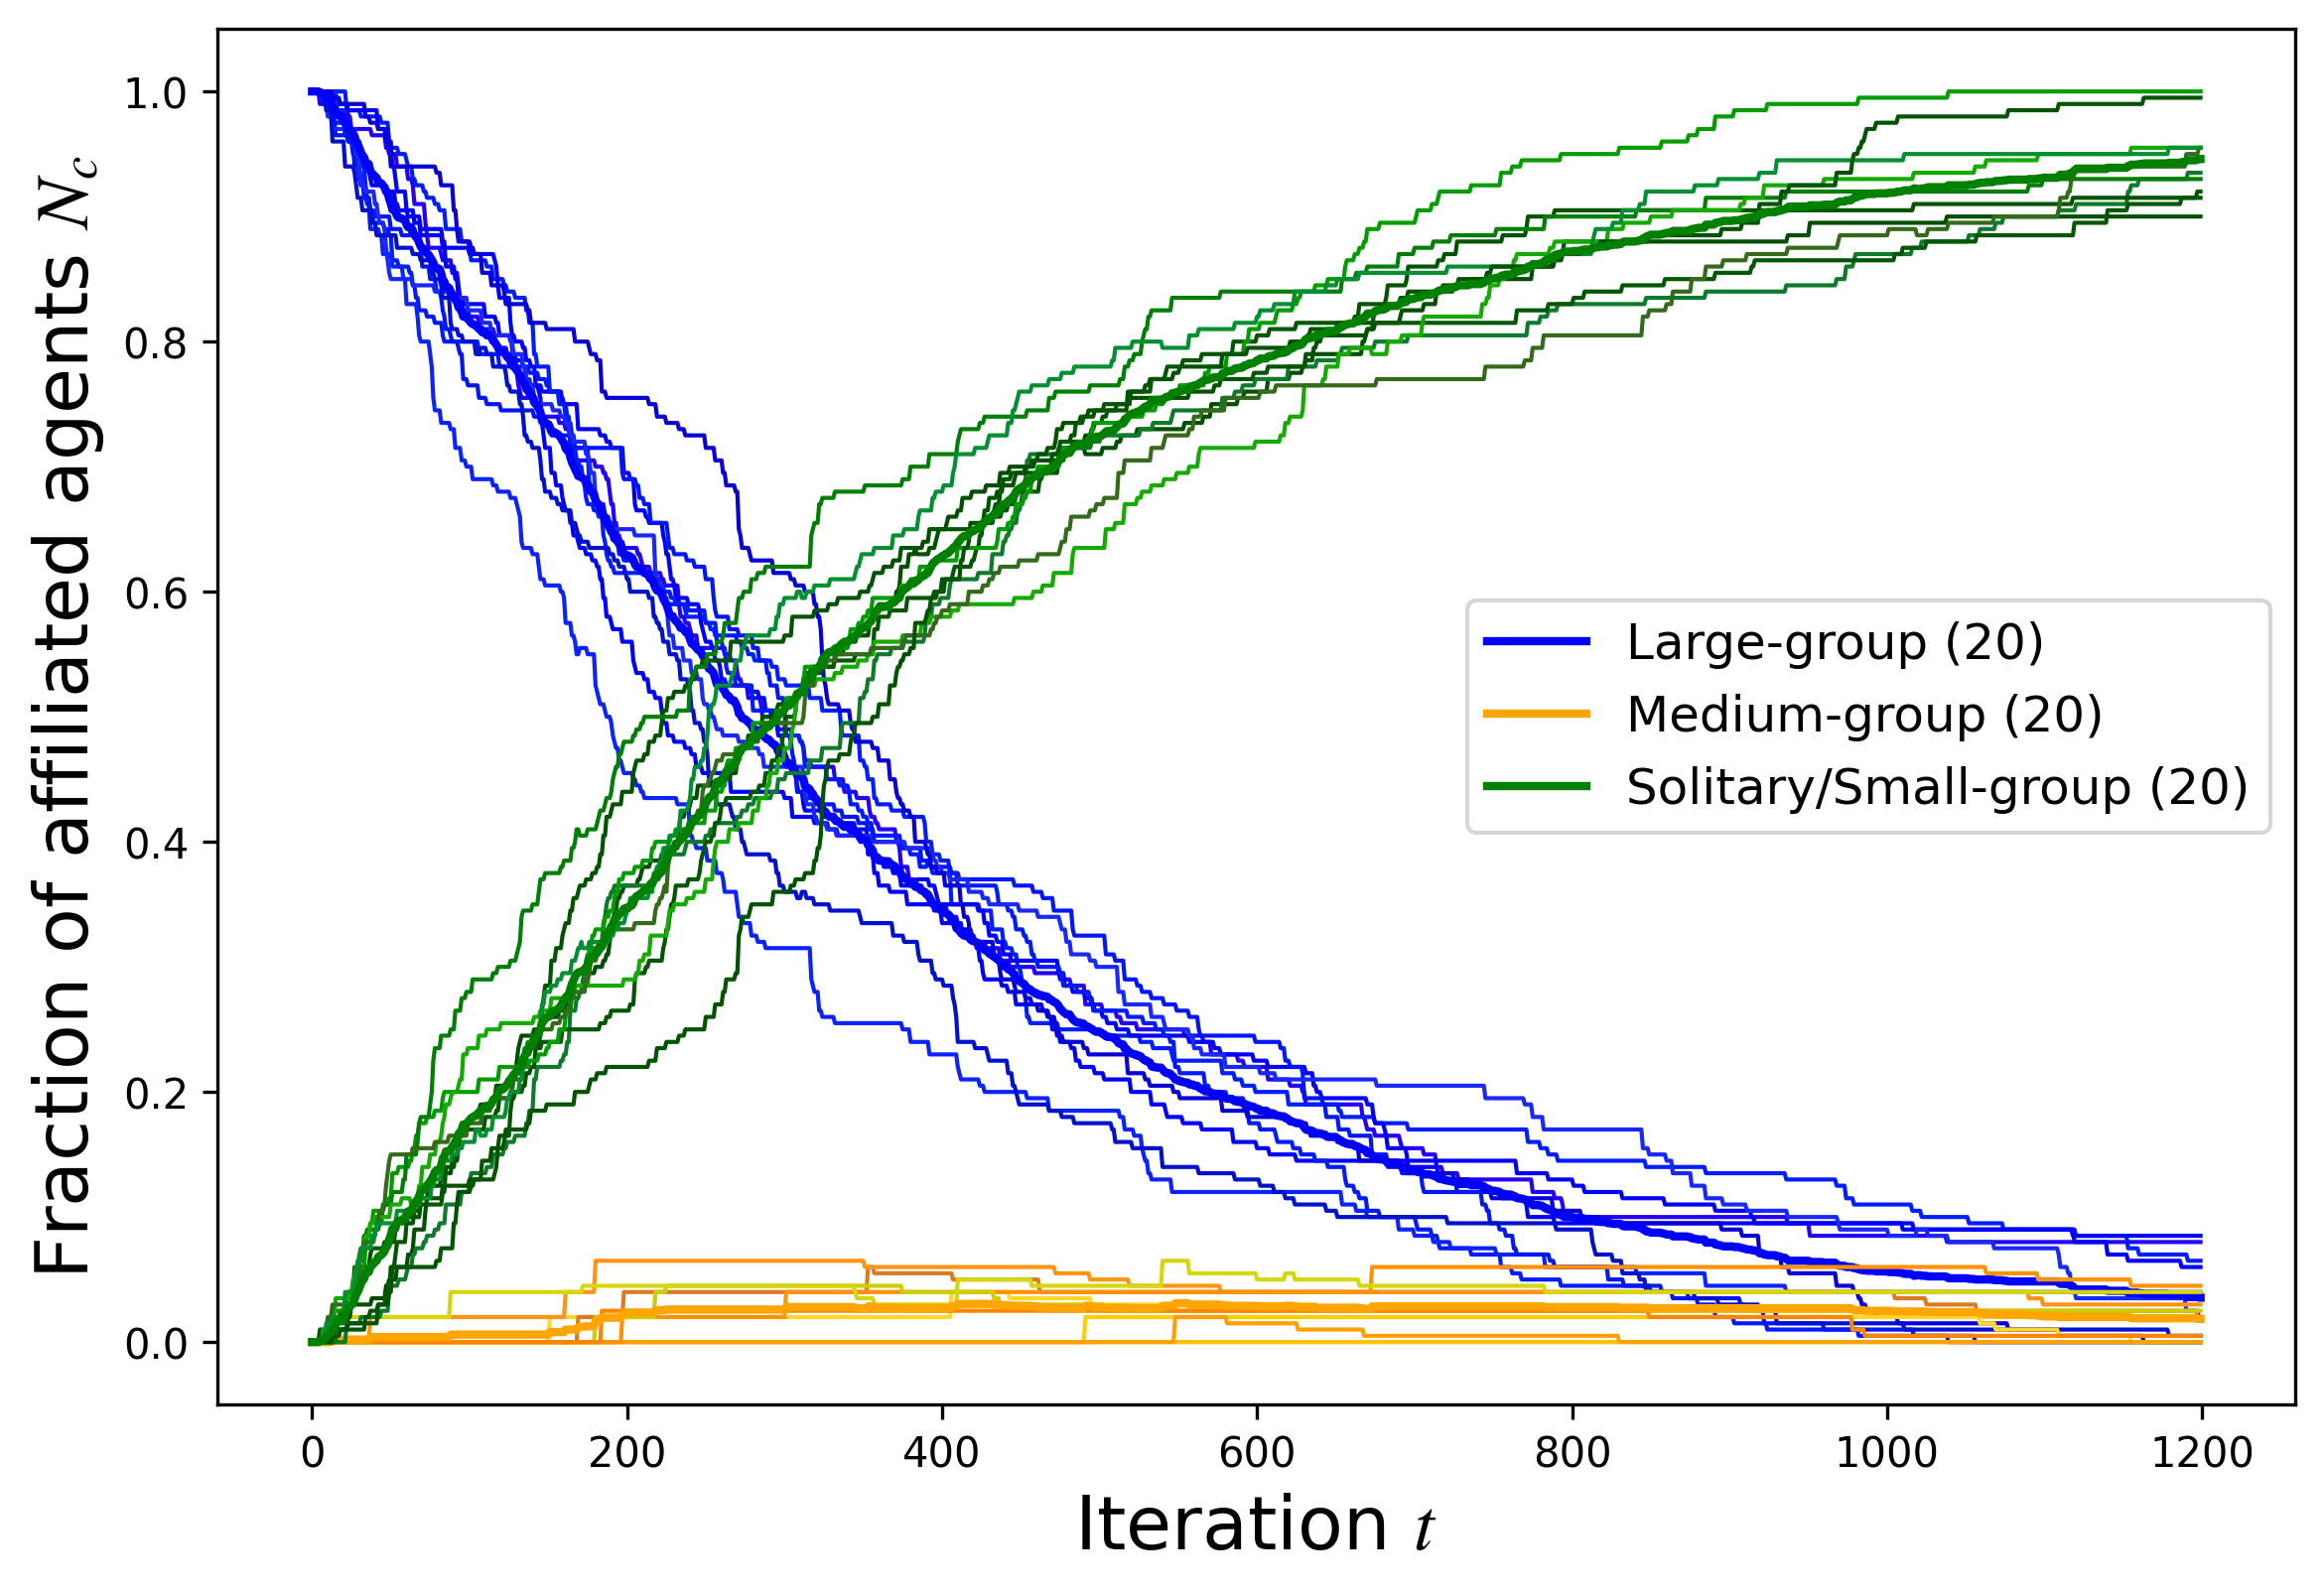 Fraction of affiliated agents N_c
1.0
0.8
0.6
0.4
0.2
0.0
Large-group (20)
Medium-group (20)
Solitary/Small-group (20)
0 200 400 600 800 1000 1200
Iteration t